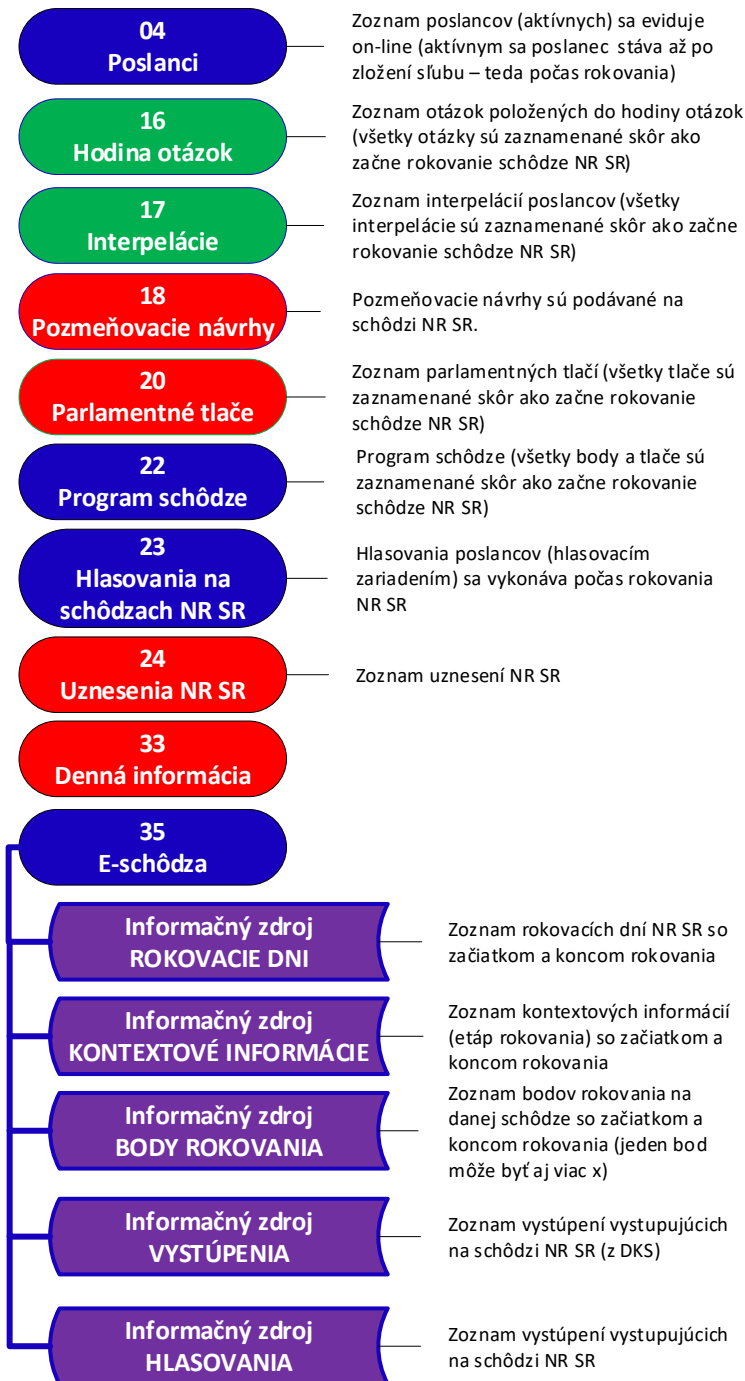 04
Poslanci
Zoznam poslancov (aktívnych) sa eviduje
on-line (aktívnym sa poslanec stáva až po
zložení sľubu – teda počas rokovania)
16
Hodina otázok
Zoznam otázok položených do hodiny otázok
(všetky otázky sú zaznamenané skôr ako
začne rokovanie schôdze NR SR)
17
Interpelácie
Zoznam interpelácií poslancov (všetky
interpelácie sú zaznamenané skôr ako začne
rokovanie schôdze NR SR)
18
Pozmeňovacie návrhy
Pozmeňovacie návrhy sú podávané na
schôdzi NR SR.
20
Parlamentné tlače
Zoznam parlamentných tlačí (všetky tlače sú
zaznamenané skôr ako začne rokovanie
schôdze NR SR)
22
Program schôdze
Program schôdze (všetky body a tlače sú
zaznamenané skôr ako začne rokovanie
schôdze NR SR)
23
Hlasovania na
schôdzach NR SR
Hlasovania poslancov (hlasovacím
zariadením) sa vykonáva počas rokovania
NR SR
24
Uznesenia NR SR
Zoznam uznesení NR SR
33
Denná informácia
35
E-schôdza
Informačný zdroj
ROKOVACIE DNI
Zoznam rokovacích dní NR SR so
začiatkom a koncom rokovania
Informačný zdroj
KONTEXTOVÉ INFORMÁCIE
Zoznam kontextových informácií
(etáp rokovania) so začiatkom a
koncom rokovania
Informačný zdroj
BODY ROKOVANIA
Zoznam bodov rokovania na
danej schôdze so začiatkom a
koncom rokovania (jeden bod
môže byť aj viac x)
Informačný zdroj
VYSTÚPENIA
Zoznam vystúpení vystupujúcich
na schôdzi NR SR (z DKS)
Informačný zdroj
HLASOVANIA
Zoznam vystúpení vystupujúcich
na schôdzi NR SR